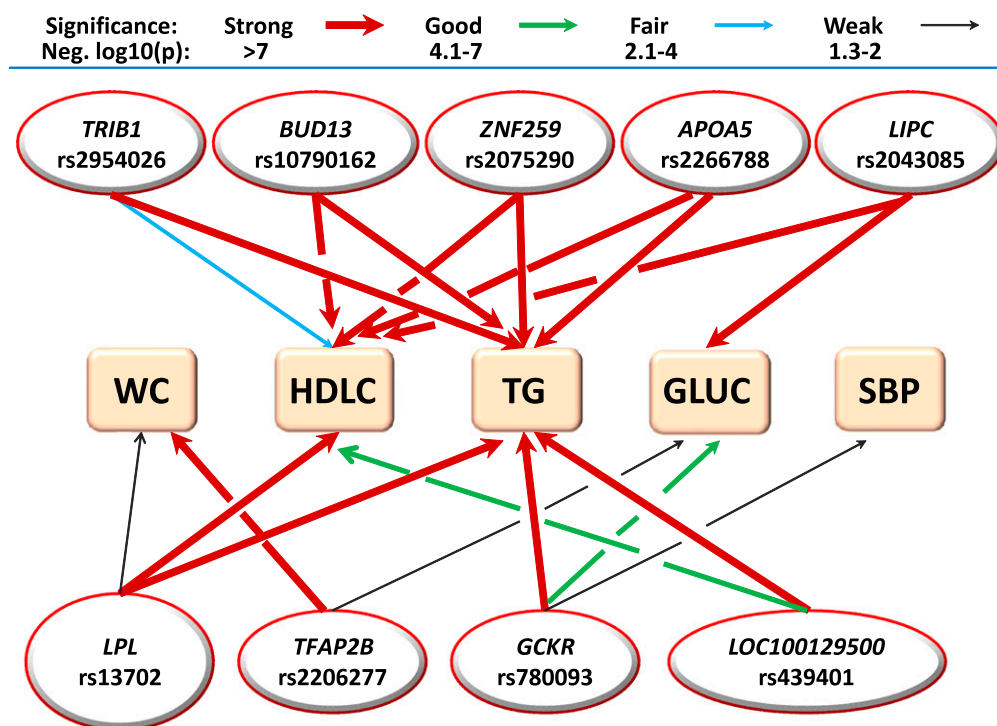 Significance: Strong Good Fair Weak
Neg. log10(p): >7 4.1-7 2.1-4 1.3-2
TRIB1 BUD13 ZNF259 APOA5 LIPC
rs2954026 rs10790162 rs2075290 rs2266788 rs2043085
WC HDLC TG GLUC SBP
LPL TFAP2B GCKR LOC100129500
rs13702 rs2206277 rs780093 rs439401